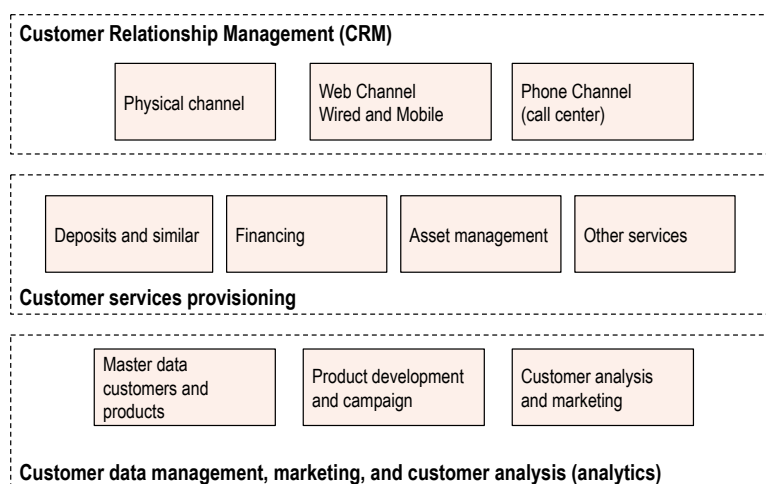 Customer Relationship Management (CRM)
Physical channel
Web Channel
Wired and Mobile
Phone Channel
(call center)
Deposits and similar
Financing
Asset management
Other services
Customer services provisioning
Master data
customers and
products
Product development
and campaign
Customer analysis
and marketing
Customer data management, marketing, and customer analysis (analytics)